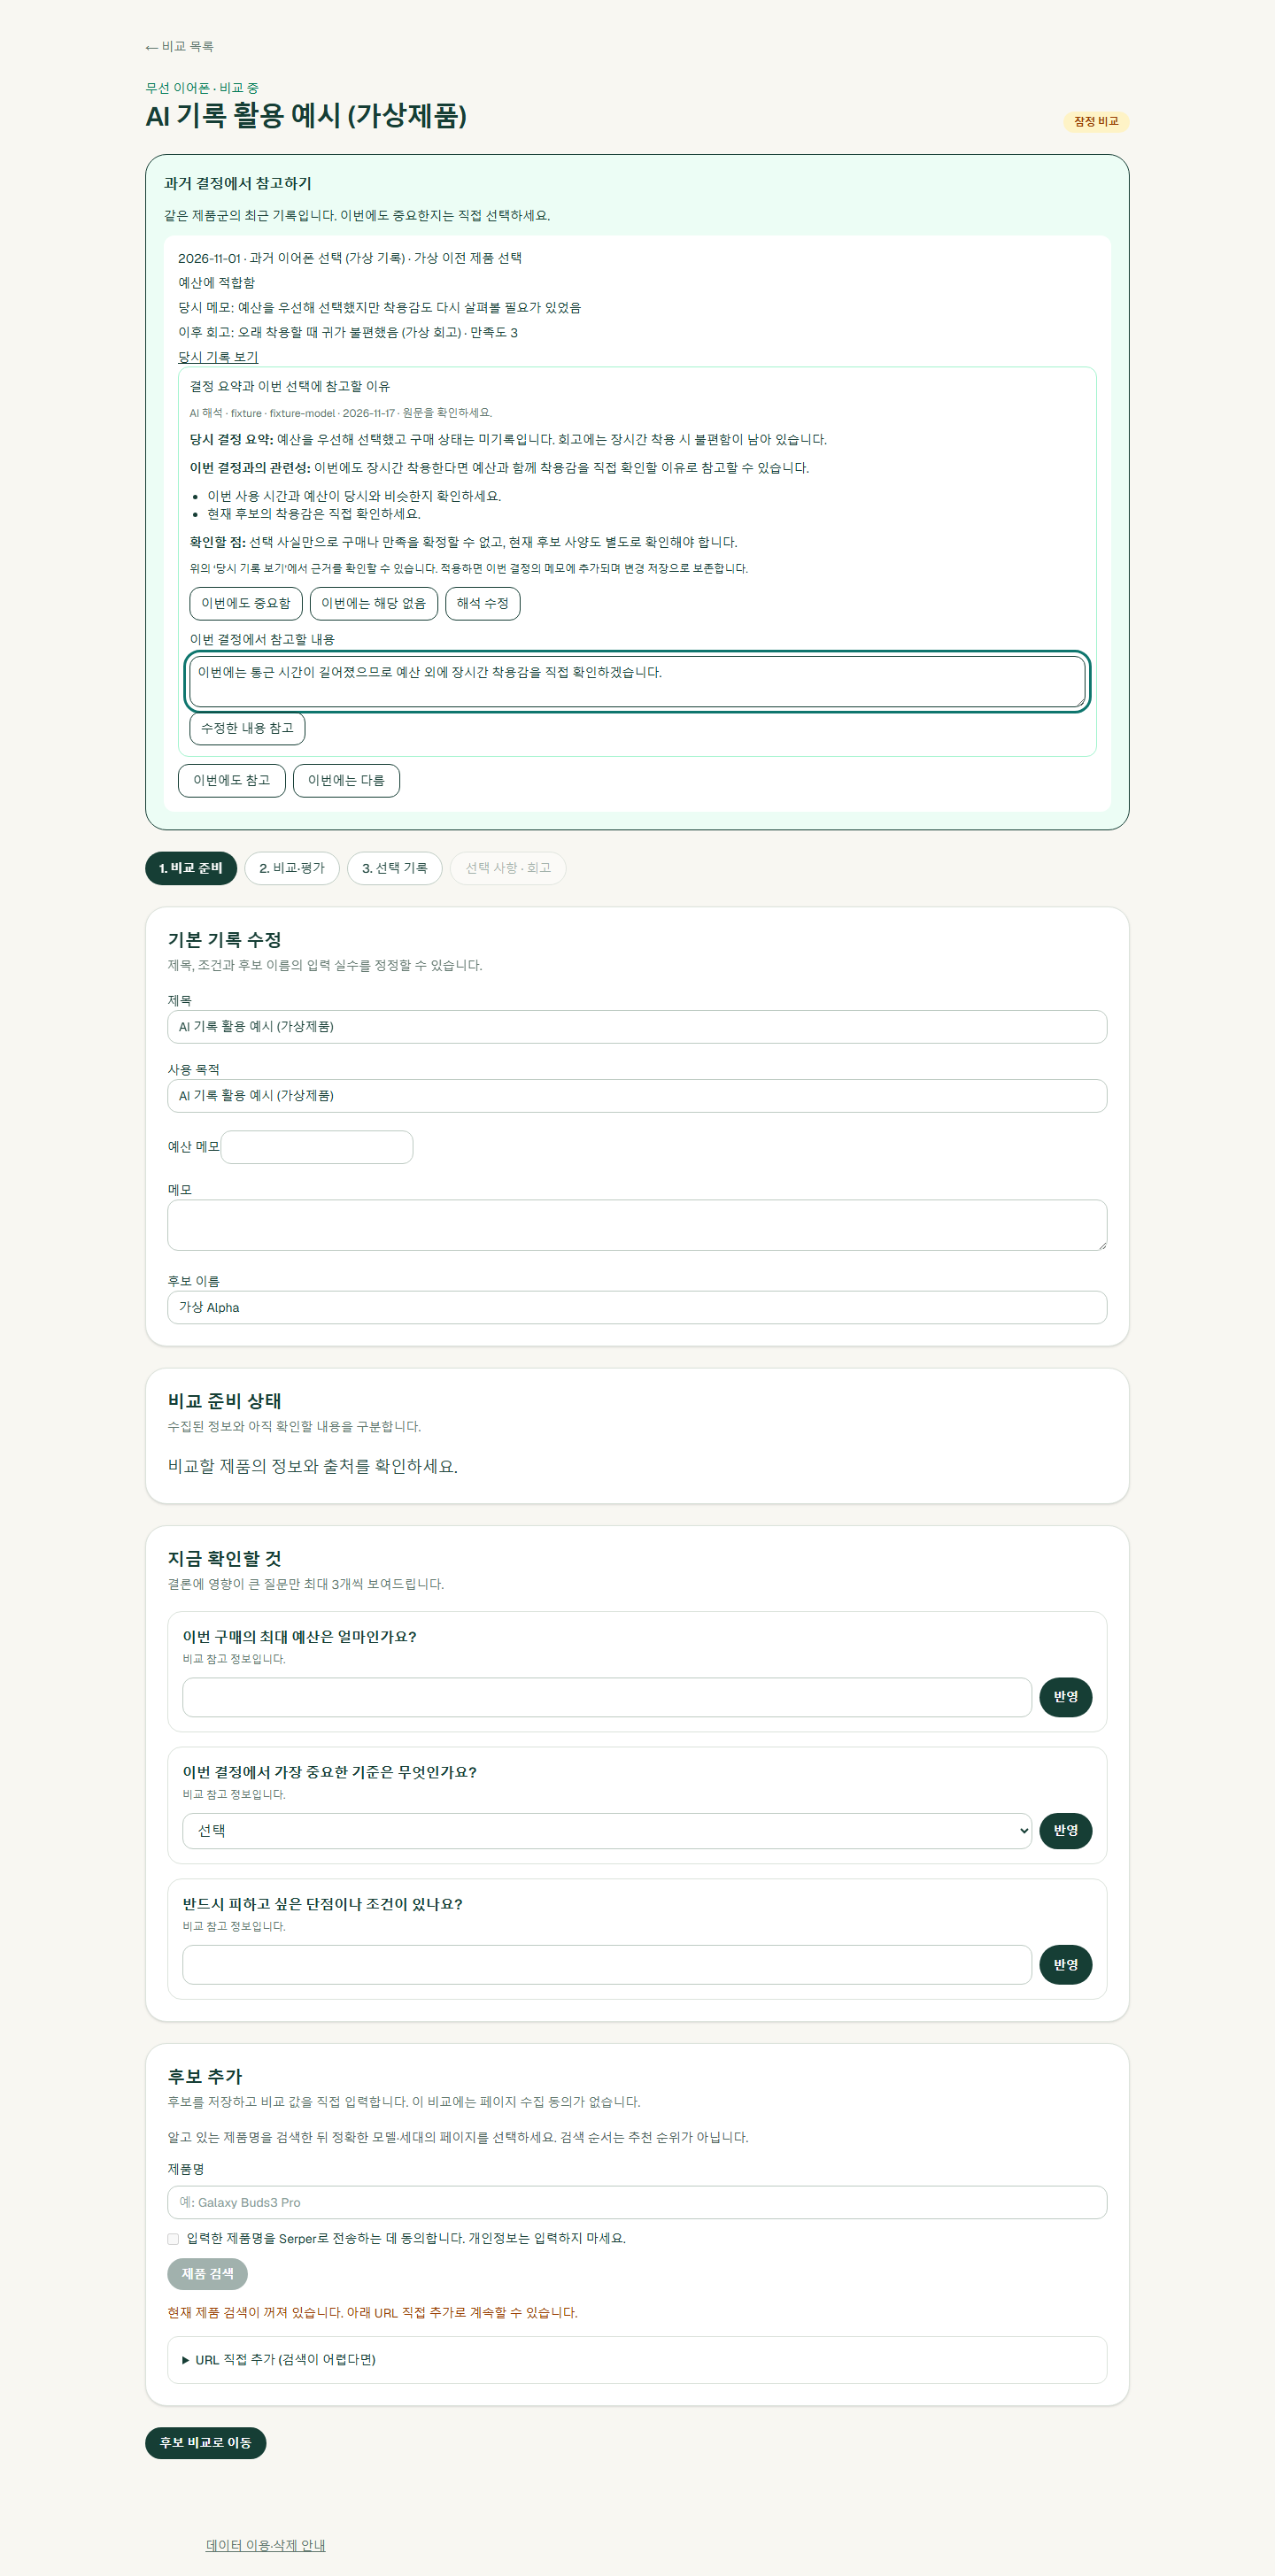 ← 비교 목록
무선 이어폰 · 비교 중
AI 기록 활용 예시 (가상제품)
잠정 비교
과거 결정에서 참고하기
같은 제품군의 최근 기록입니다. 이번에도 중요한지는 직접 선택하세요.
2026-11-01 · 과거 이어폰 선택 (가상 기록) · 가상 이전 제품 선택
예산에 적합함
당시 메모: 예산을 우선해 선택했지만 착용감도 다시 살펴볼 필요가 있었음
이후 회고: 오래 착용할 때 귀가 불편했음 (가상 회고) · 만족도 3
당시 기록 보기
결정 요약과 이번 선택에 참고할 이유
AI 해석 · fixture · fixture-model · 2026-11-17 · 원문을 확인하세요.
당시 결정 요약: 예산을 우선해 선택했고 구매 상태는 미기록입니다. 회고에는 장시간 착용 시 불편함이 남아 있습니다.
이번 결정과의 관련성: 이번에도 장시간 착용한다면 예산과 함께 착용감을 직접 확인할 이유로 참고할 수 있습니다.
• 이번 사용 시간과 예산이 당시와 비슷한지 확인하세요.
• 현재 후보의 착용감은 직접 확인하세요.
확인할 점: 선택 사실만으로 구매나 만족을 확정할 수 없고, 현재 후보 사양도 별도로 확인해야 합니다.
위의 '당시 기록 보기'에서 근거를 확인할 수 있습니다. 적용하면 이번 결정의 메모에 추가되며 변경 저장으로 보존합니다.
이번에도 중요함
이번에는 해당 없음
해석 수정
이번 결정에서 참고할 내용
이번에는 통근 시간이 길어졌으므로 예산 외에 장시간 착용감을 직접 확인하겠습니다.
수정한 내용 참고
이번에도 참고
이번에는 다름
1. 비교 준비
2. 비교·평가
3. 선택 기록
선택 사항 · 회고
기본 기록 수정
제목, 조건과 후보 이름의 입력 실수를 정정할 수 있습니다.
제목
AI 기록 활용 예시 (가상제품)
사용 목적
AI 기록 활용 예시 (가상제품)
예산 메모
메모
후보 이름
가상 Alpha
비교 준비 상태
수집된 정보와 아직 확인할 내용을 구분합니다.
비교할 제품의 정보와 출처를 확인하세요.
지금 확인할 것
결론에 영향이 큰 질문만 최대 3개씩 보여드립니다.
이번 구매의 최대 예산은 얼마인가요?
비교 참고 정보입니다.
반영
이번 결정에서 가장 중요한 기준은 무엇인가요?
비교 참고 정보입니다.
선택
반영
반드시 피하고 싶은 단점이나 조건이 있나요?
비교 참고 정보입니다.
반영
후보 추가
후보를 저장하고 비교 값을 직접 입력합니다. 이 비교에는 페이지 수집 동의가 없습니다.
알고 있는 제품명을 검색한 뒤 정확한 모델·세대의 페이지를 선택하세요. 검색 순서는 추천 순위가 아닙니다.
제품명
예: Galaxy Buds3 Pro
입력한 제품명을 Serper로 전송하는 데 동의합니다. 개인정보는 입력하지 마세요.
제품 검색
현재 제품 검색이 꺼져 있습니다. 아래 URL 직접 추가로 계속할 수 있습니다.
▶ URL 직접 추가 (검색이 어렵다면)
후보 비교로 이동
데이터 이용·삭제 안내